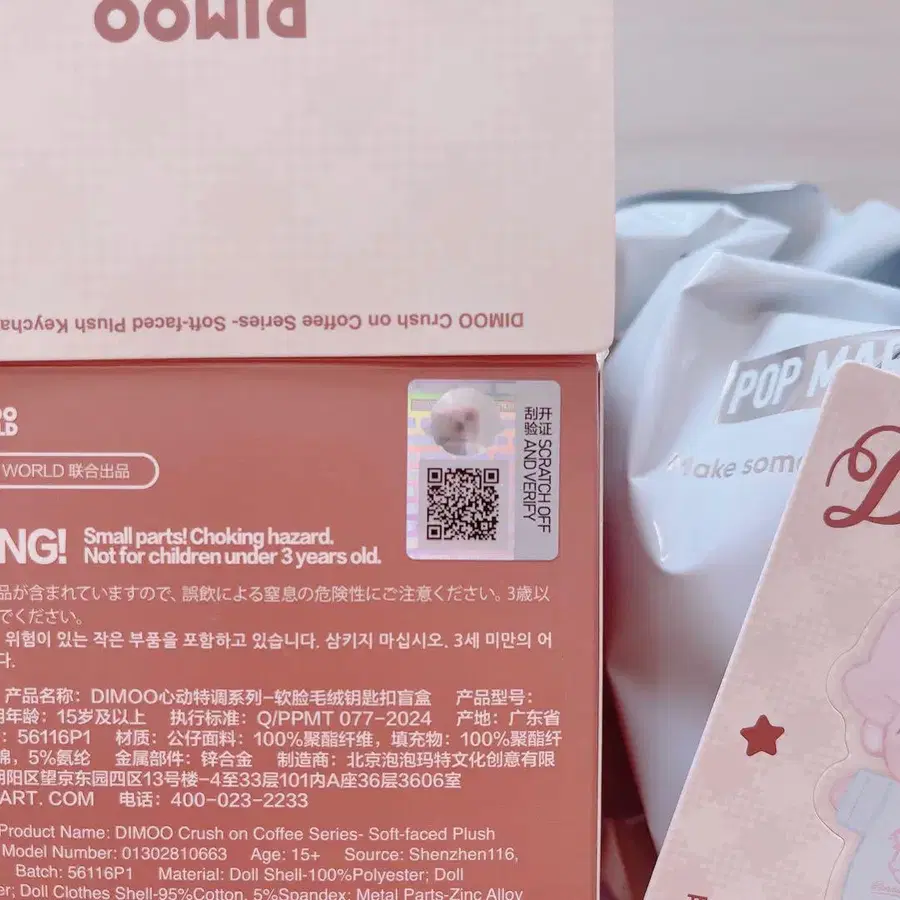 DIMOO
DIMOO Crush on Coffee Series- Soft-faced Plush
WORLD 联合出品
开 SCRATCH OFF
刮
证 AND VERIFY
验
POP
Make some
Small parts! Choking hazard.
Not for children under 3 years old.
品が含まれていますので、誤飲による窒息の危険性にご注意ください。3歳以
でください。
위험이 있는 작은 부품을 포함하고 있습니다. 삼키지 마십시오. 3세 미만의 어
다.
产品名称：DIMOO心动特调系列-软脸毛绒钥匙扣盲盒 产品型号：
用年龄：15岁及以上 执行标准：Q/PPMT 077-2024 产地：广东省
：56116P1 材质：公仔面料：100%聚酯纤维，填充物：100%聚酯纤
棉，5%氨纶 金属部件：锌合金 制造商：北京泡泡玛特文化创意有限
阳区望京东园四区13号楼-4至33层101内A座36层3606室
ART. COM 电话：400-023-2233
Product Name: DIMOO Crush on Coffee Series- Soft-faced Plush
Model Number: 01302810663 Age: 15+ Source: Shenzhen116,
Batch: 56116P1 Material: Doll Shell-100%Polyester; Doll
er; Doll Clothes Shell-95%Cotton, 5%Spandex; Metal Parts-Zinc Alloy